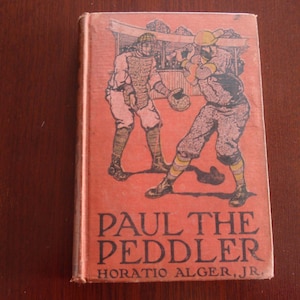 PAUL THE
PEDDLER
HORATIO ALGER, JR.